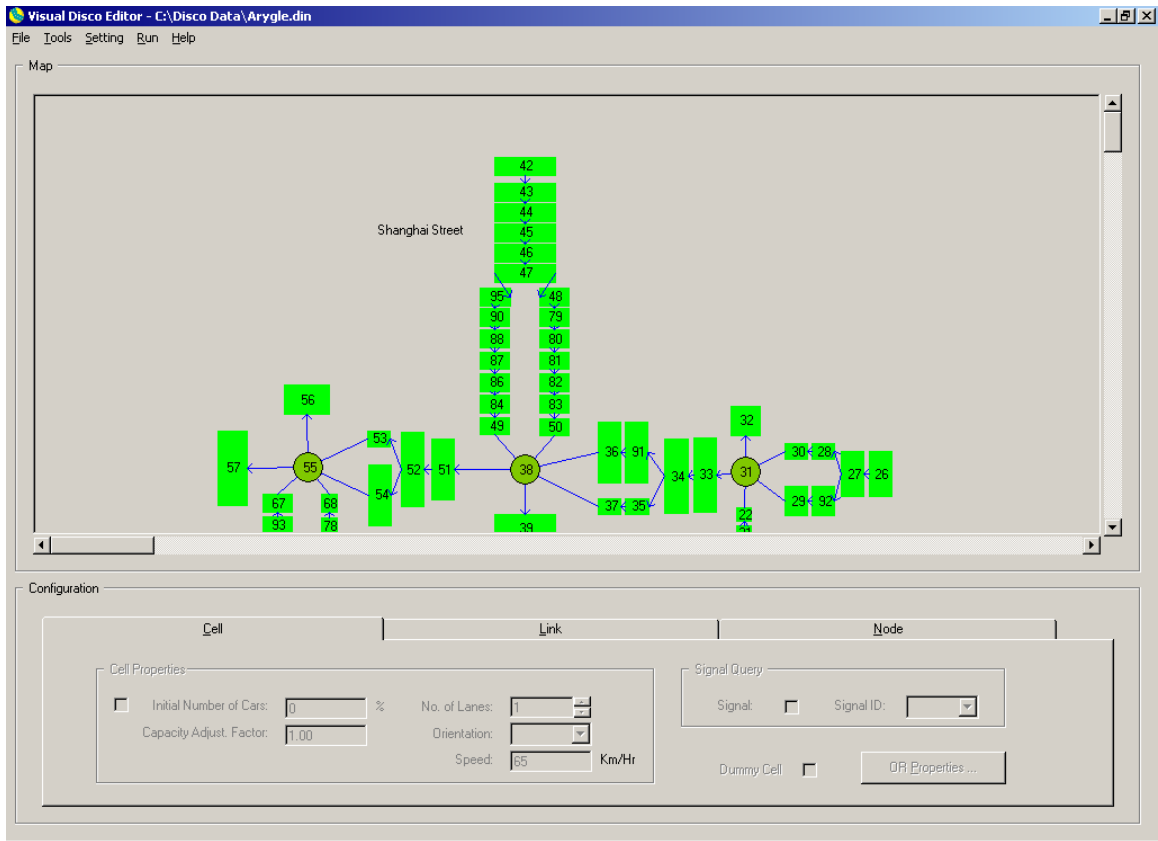 Visual Disco Editor - C:\Disco Data\Arygle.din
File Tools Setting Run Help
Map
42
43
44
Shanghai Street 45
46
47
95 48
90 79
88 80
87 81
86 82
56 84 83
32
49 50
53 36 91 30 28
57 55 52 51 38 34 33 31 27 26
54 37 35 29 92
67 68 22
93 78 39 21
Configuration
Cell Link Node
Cell Properties Signal Query
Initial Number of Cars: 0 % No. of Lanes: 1 Signal: Signal ID:
Capacity Adjust. Factor: 1.00 Orientation:
Speed: 65 Km/Hr
Dummy Cell OR Properties ...